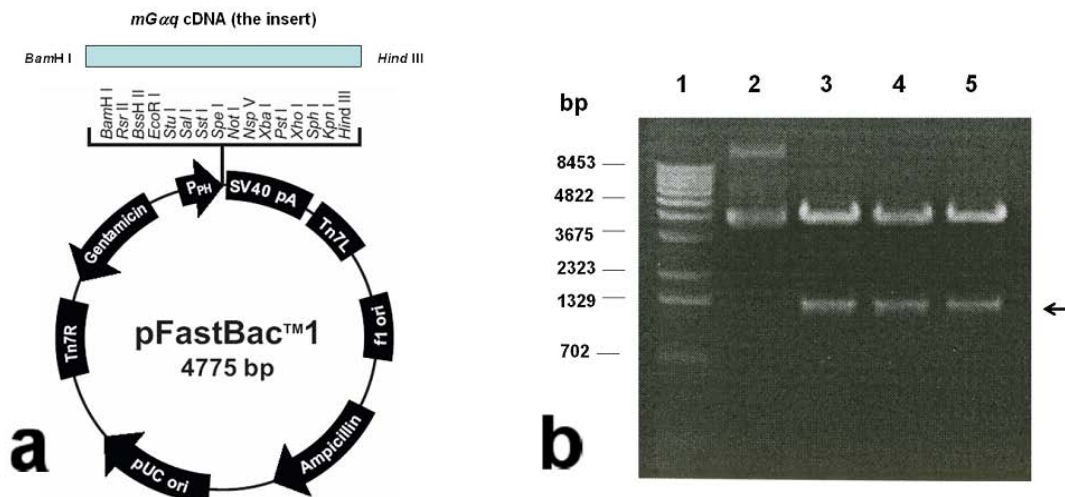 mGαq cDNA (the insert)
BamH I
Hind III
BamH I
Rsr II
BssH II
EcoR I
Stu I
Sal I
Sst I
Spe I
Not I
Nsp V
Xba I
Pst I
Xho I
Sph I
Kpn I
Hind III
PPH
SV40 pA
Tn7L
f1 ori
Ampicillin
pUC ori
Tn7R
Gentamicin
pFastBac™1
4775 bp
a
bp 1 2 3 4 5
8453
4822
3675
2323
1329
702
b